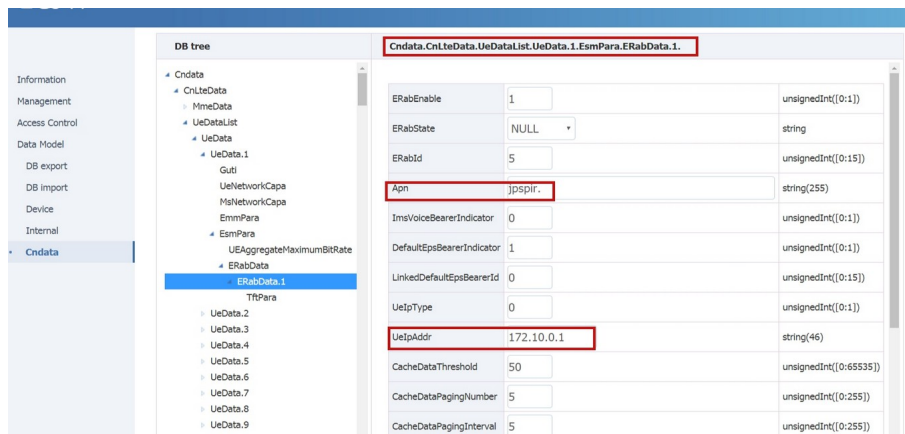 DB tree
Cndata.CnLteData.UeDataList.UeData.1.EsmPara.ERabData.1.
Information
Management
Access Control
Data Model
DB export
DB import
Device
Internal
Cndata
Cndata
CnLteData
MmeData
UeDataList
UeData
UeData.1
Guti
UeNetworkCapa
MsNetworkCapa
EmmPara
EsmPara
UEAggregateMaximumBitRate
ERabData
ERabData.1
TftPara
UeData.2
UeData.3
UeData.4
UeData.5
UeData.6
UeData.7
UeData.8
UeData.9
ERabEnable 1 unsignedInt([0:1])
ERabState NULL string
ERabId 5 unsignedInt([0:15])
Apn jpspir. string(255)
ImsVoiceBearerIndicator 0 unsignedInt([0:1])
DefaultEpsBearerIndicator 1 unsignedInt([0:1])
LinkedDefaultEpsBearerId 0 unsignedInt([0:15])
UeIpType 0 unsignedInt([0:1])
UeIpAddr 172.10.0.1 string(46)
CacheDataThreshold 50 unsignedInt([0:65535])
CacheDataPagingNumber 5 unsignedInt([0:255])
CacheDataPagingInterval 5 unsignedInt([0:255])